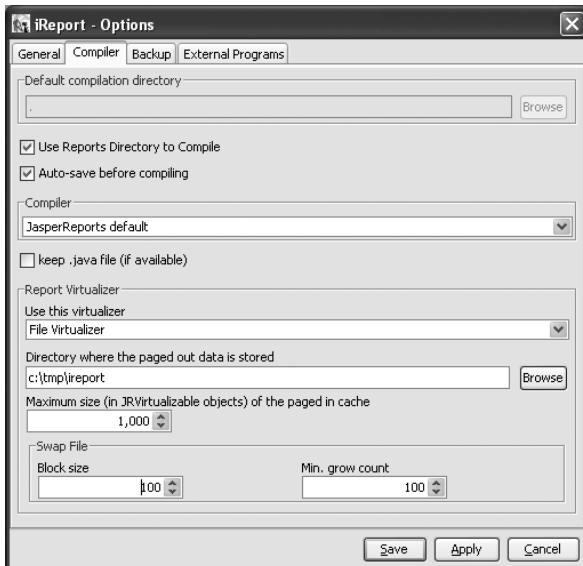 iReport - Options
General Compiler Backup External Programs
Default compilation directory
. Browse
Use Reports Directory to Compile
Auto-save before compiling
Compiler
JasperReports default
keep .java file (if available)
Report Virtualizer
Use this virtualizer
File Virtualizer
Directory where the paged out data is stored
c:\tmp\ireport Browse
Maximum size (in JRVirtualizable objects) of the paged in cache
1,000
Swap File
Block size Min. grow count
100 100
Save Apply Cancel